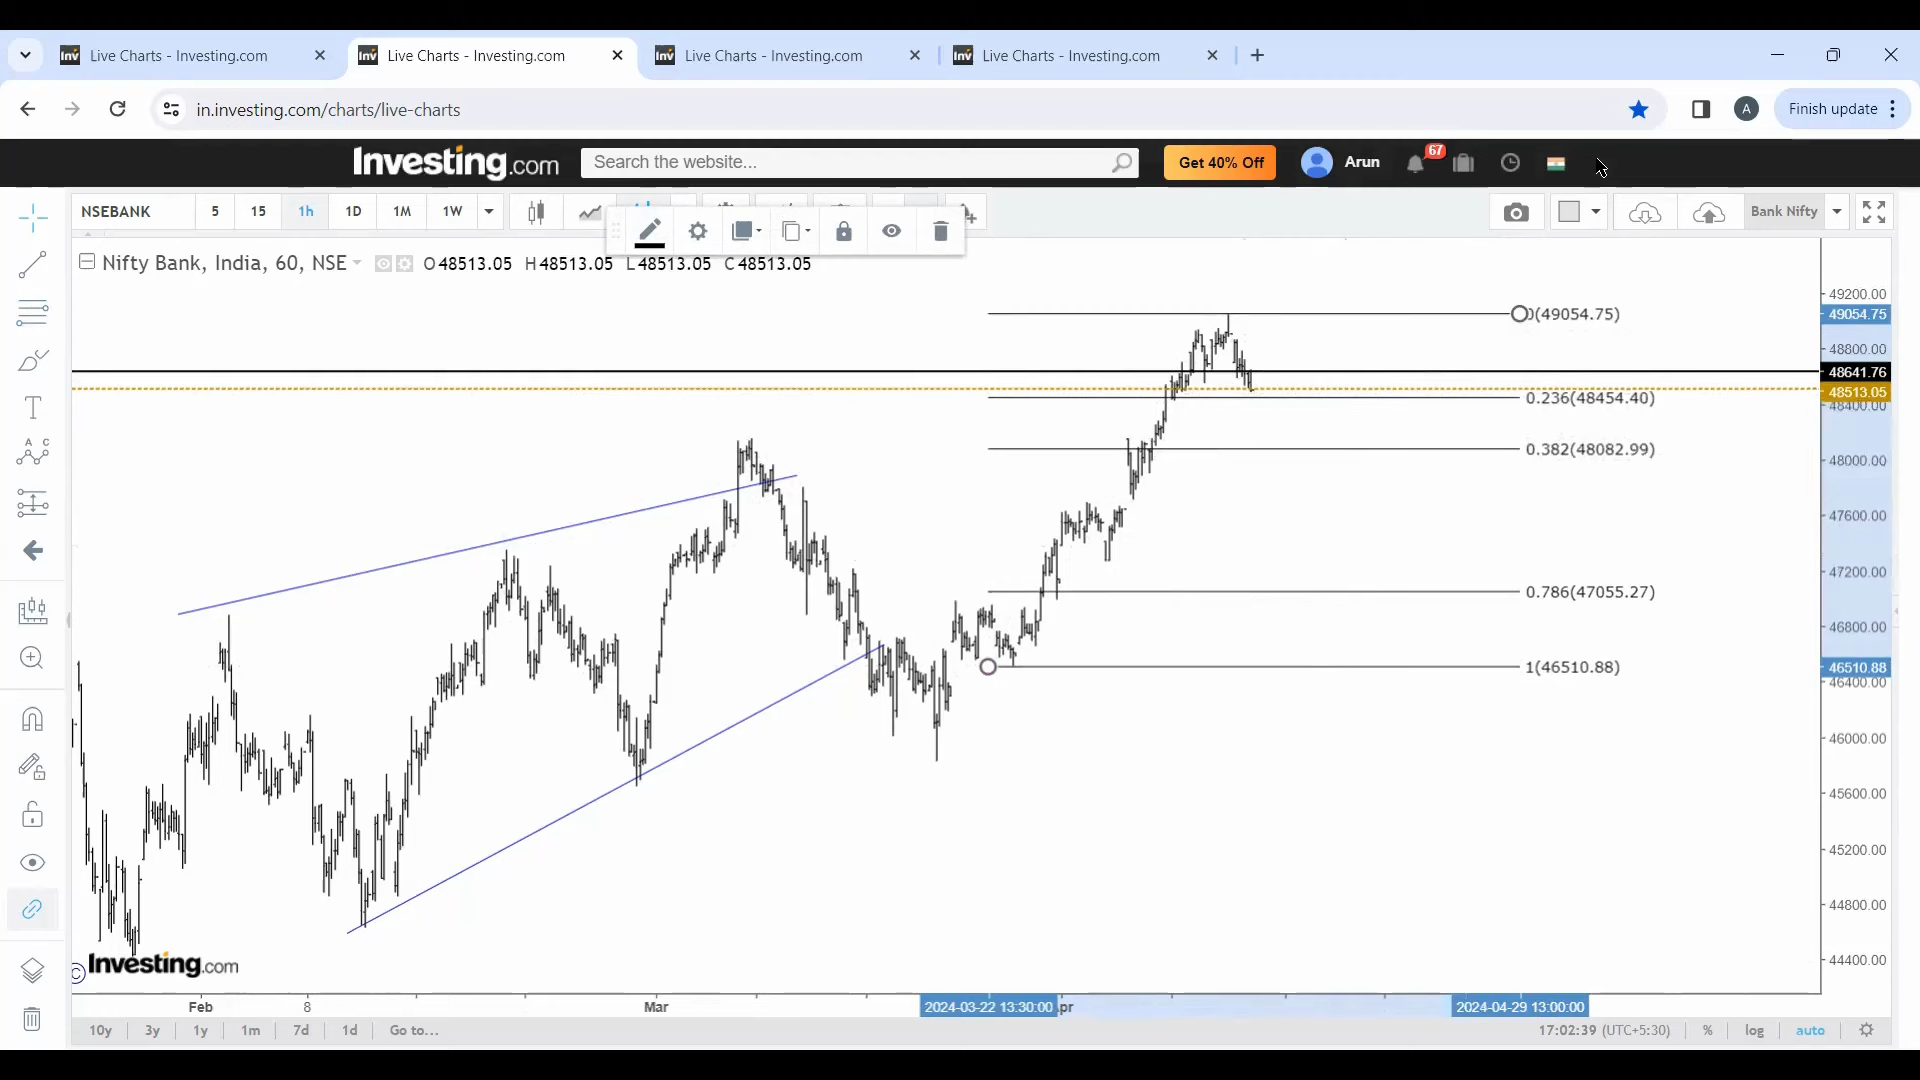 Live Charts - Investing.com
Live Charts - Investing.com
Live Charts - Investing.com
Live Charts - Investing.com
in.investing.com/charts/live-charts
A
Finish update
Investing.com
Search the website...
Get 40% Off
Arun
67
NSEBANK
5
15
1h
1D
1M
1W
Bank Nifty
Nifty Bank, India, 60, NSE
O 48513.05 H 48513.05 L 48513.05 C 48513.05
49200.00
0(49054.75)
49054.75
48800.00
48641.76
48513.05
0.236(48454.40)
48400.00
0.382(48082.99)
48000.00
47600.00
47200.00
0.786(47055.27)
46800.00
1(46510.88)
46510.88
46400.00
46000.00
45600.00
45200.00
44800.00
44400.00
T
A C
B
© Investing.com
Feb
8
Mar
2024-03-22 13:30:00
pr
2024-04-29 13:00:00
10y
3y
1y
1m
7d
1d
Go to...
17:02:39 (UTC+5:30)
%
log
auto